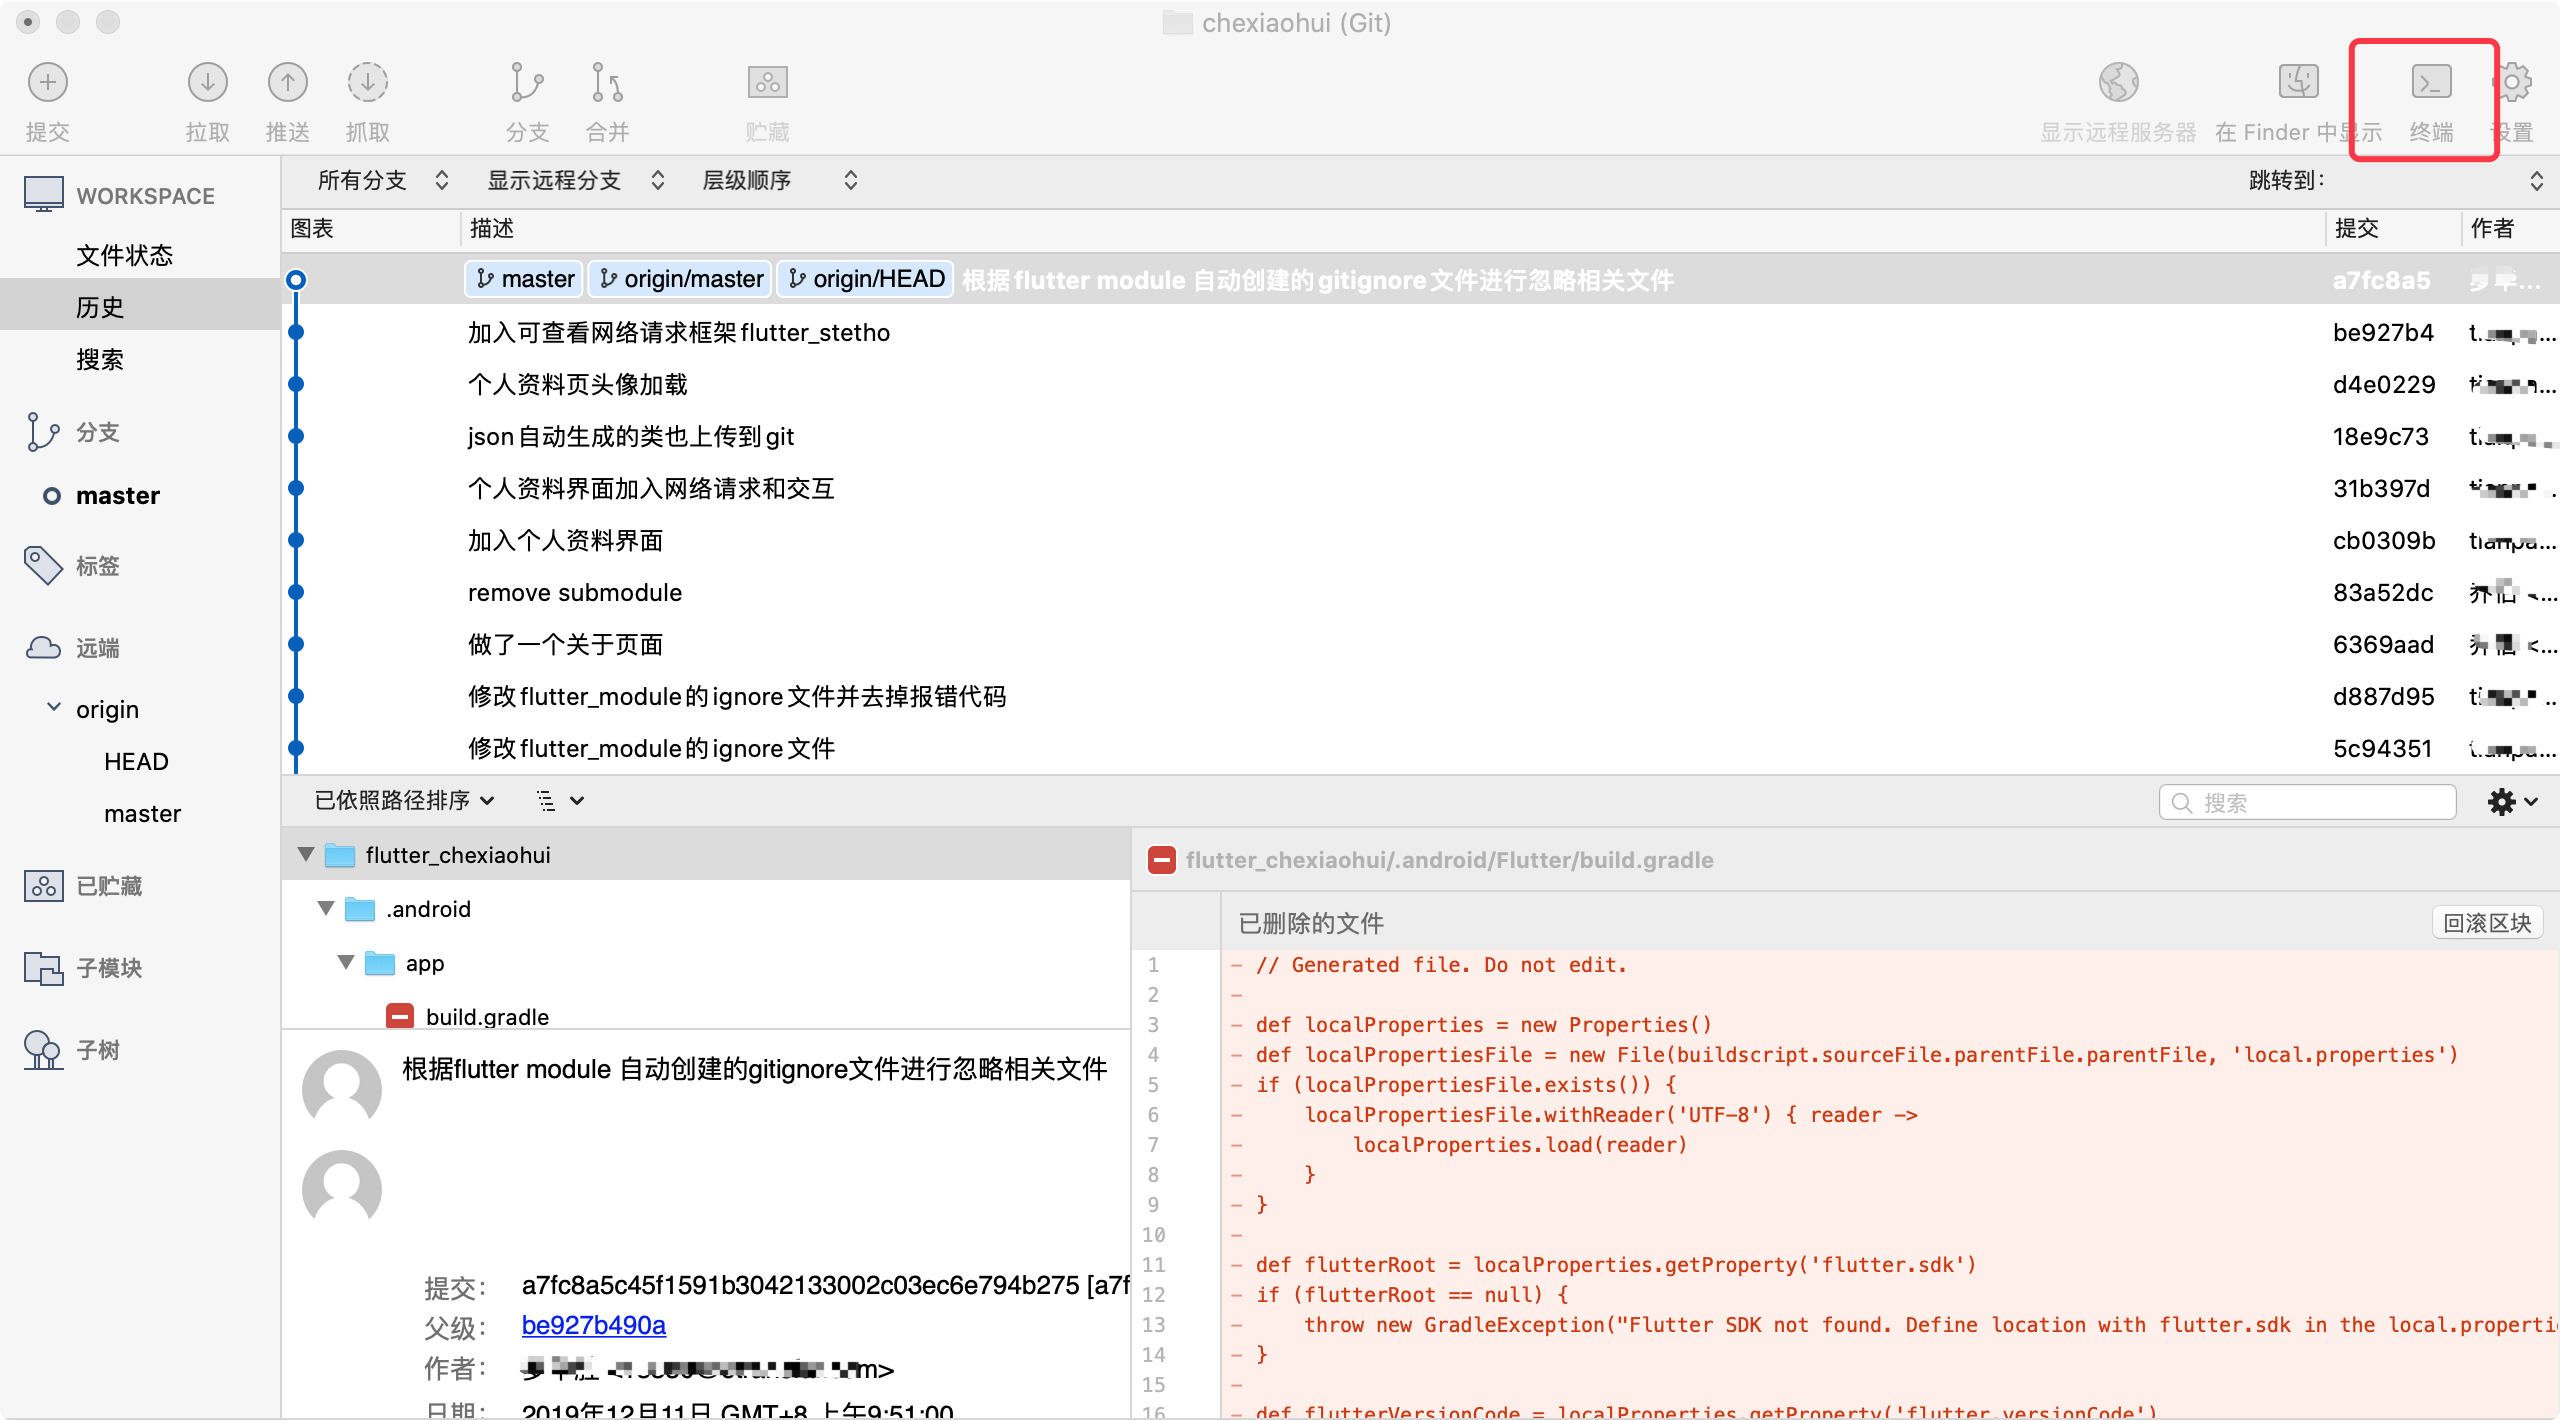 chexiaohui (Git)
提交 拉取 推送 抓取 分支 合并 贮藏 显示远程服务器 在 Finder 中显示 终端 设置
WORKSPACE
文件状态
历史
搜索
分支
master
标签
远端
origin
HEAD
master
已贮藏
子模块
子树
所有分支 显示远程分支 层级顺序 跳转到:
图表 描述 提交 作者
master origin/master origin/HEAD 根据flutter module 自动创建的gitignore文件进行忽略相关文件 a7fc8a5
加入可查看网络请求框架flutter_stetho be927b4
个人资料页头像加载 d4e0229
json自动生成的类也上传到git 18e9c73
个人资料界面加入网络请求和交互 31b397d
加入个人资料界面 cb0309b
remove submodule 83a52dc
做了一个关于页面 6369aad
修改flutter_module的ignore文件并去掉报错代码 d887d95
修改flutter_module的ignore文件 5c94351
已依照路径排序 搜索
flutter_chexiaohui
.android
app
build.gradle
根据flutter module 自动创建的gitignore文件进行忽略相关文件
提交: a7fc8a5c45f1591b3042133002c03ec6e794b275 [a7f
父级: be927b490a
作者: m>
日期: 2019年12月11日 GMT+8 上午9:51:00
flutter_chexiaohui/.android/Flutter/build.gradle
已删除的文件 回滚区块
1 - // Generated file. Do not edit.
2 -
3 - def localProperties = new Properties()
4 - def localPropertiesFile = new File(buildscript.sourceFile.parentFile.parentFile, 'local.properties')
5 - if (localPropertiesFile.exists()) {
6 - localPropertiesFile.withReader('UTF-8') { reader ->
7 - localProperties.load(reader)
8 - }
9 - }
10 -
11 - def flutterRoot = localProperties.getProperty('flutter.sdk')
12 - if (flutterRoot == null) {
13 - throw new GradleException("Flutter SDK not found. Define location with flutter.sdk in the local.properti
14 - }
15 -
16 - def flutterVersionCode = localProperties.getProperty('flutter.versionCode')